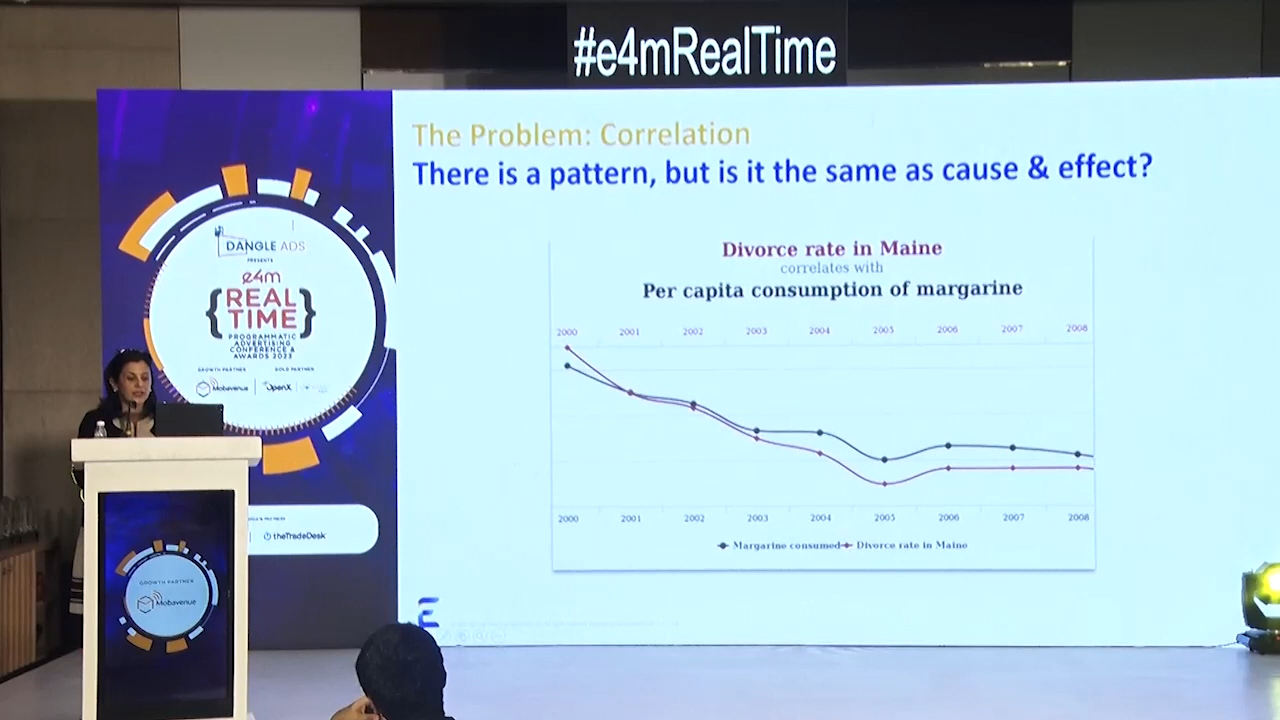 #e4mRealTime
The Problem: Correlation
There is a pattern, but is it the same as cause & effect?
Divorce rate in Maine
correlates with
Per capita consumption of margarine
2000 2001 2002 2003 2004 2005 2006 2007 2008
2000 2001 2002 2003 2004 2005 2006 2007 2008
Margarine consumed Divorce rate in Maine
DANGLE ADS
PRESENTS
e4m
{REAL
TIME}
PROGRAMMATIC
ADVERTISING
CONFERENCE &
AWARDS 2023
GROWTH PARTNER GOLD PARTNER
Mobavenue OpenX
theTradeDesk
GROWTH PARTNER
Mobavenue